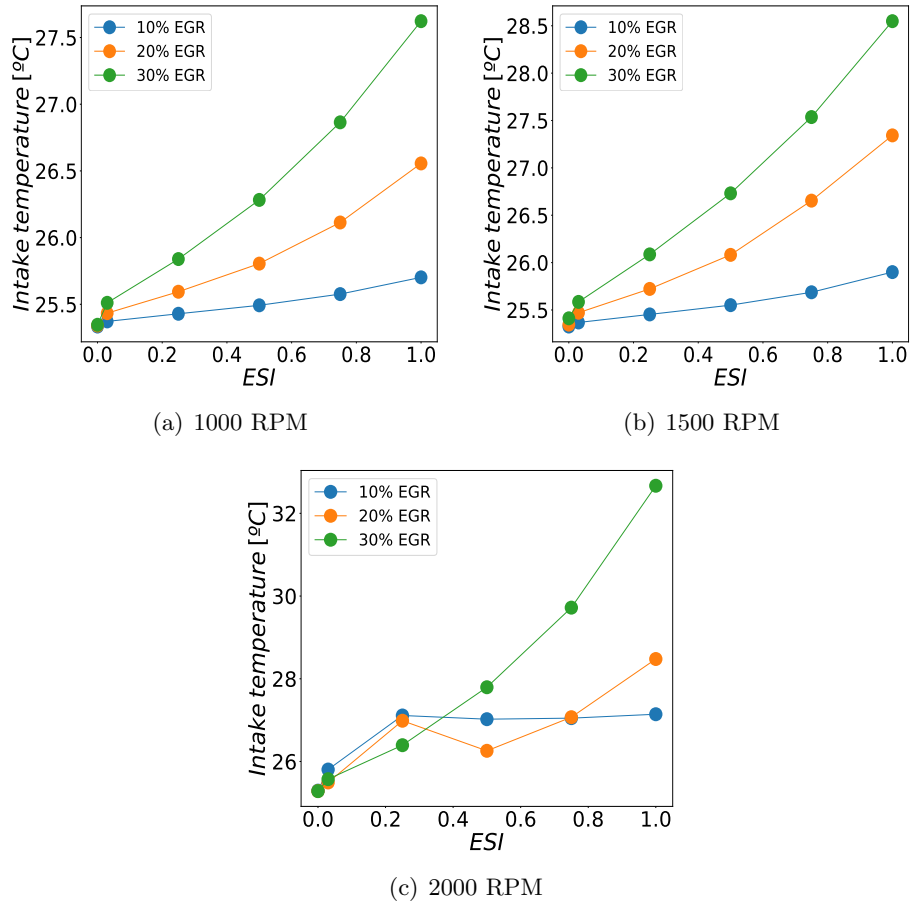 Intake temperature [ºC]
27.5
27.0
26.5
26.0
25.5
10% EGR
20% EGR
30% EGR
0.0 0.2 0.4 0.6 0.8 1.0
ESI
(a) 1000 RPM
Intake temperature [ºC]
28.5
28.0
27.5
27.0
26.5
26.0
25.5
10% EGR
20% EGR
30% EGR
0.0 0.2 0.4 0.6 0.8 1.0
ESI
(b) 1500 RPM
Intake temperature [ºC]
32
30
28
26
10% EGR
20% EGR
30% EGR
0.0 0.2 0.4 0.6 0.8 1.0
ESI
(c) 2000 RPM